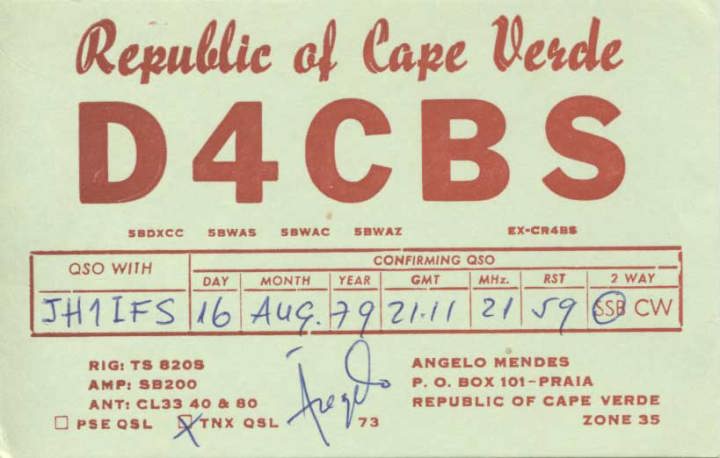 Republic of Cape Verde
D4CBS
5BDXCC 5BWAS 5BWAC 5BWAZ EX-CR4BS
QSO WITH CONFIRMING QSO
DAY MONTH YEAR GMT MHz. RST 2 WAY
JH1IFS 16 AUG. 79 21.11 21 59 SSB CW
RIG: TS 820S
AMP: SB200
ANT: CL33 40 & 80
PSE QSL TNX QSL 73
Angelo
ANGELO MENDES
P. O. BOX 101-PRAIA
REPUBLIC OF CAPE VERDE
ZONE 35